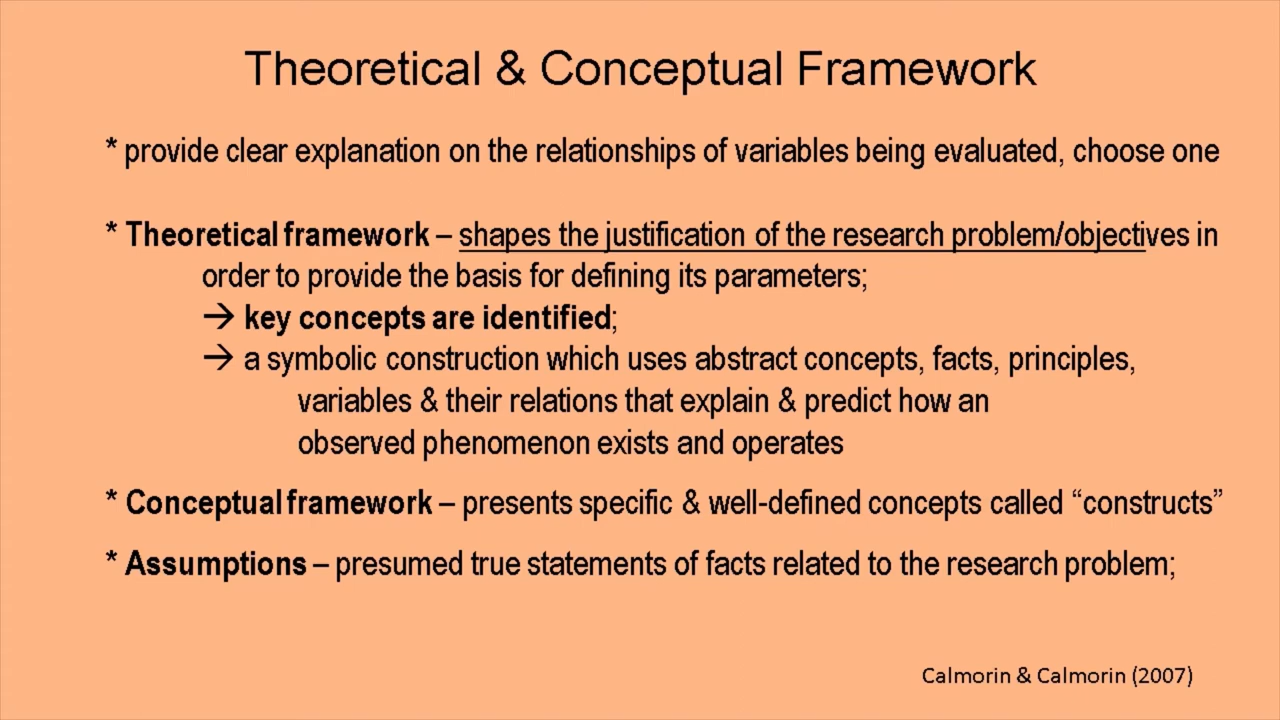 Theoretical & Conceptual Framework
* provide clear explanation on the relationships of variables being evaluated, choose one
* Theoretical framework – shapes the justification of the research problem/objectives in
order to provide the basis for defining its parameters;
→ key concepts are identified;
→ a symbolic construction which uses abstract concepts, facts, principles,
variables & their relations that explain & predict how an
observed phenomenon exists and operates
* Conceptual framework – presents specific & well-defined concepts called “constructs”
* Assumptions – presumed true statements of facts related to the research problem;
Calmorin & Calmorin (2007)